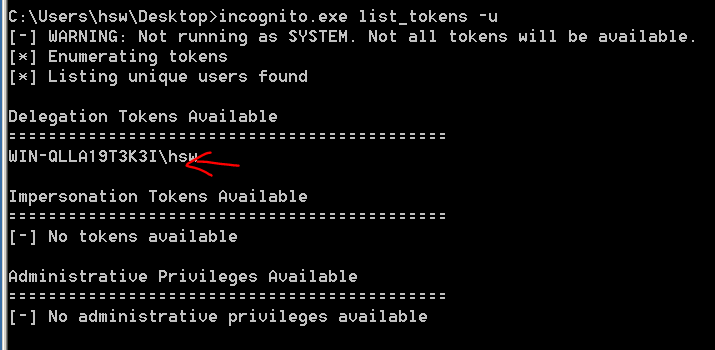 C:\Users\hsw\Desktop>incognito.exe list_tokens -u
[-] WARNING: Not running as SYSTEM. Not all tokens will be available.
[*] Enumerating tokens
[*] Listing unique users found
Delegation Tokens Available
============================================
WIN-QLLA19T3K3I\hsw
Impersonation Tokens Available
============================================
[-] No tokens available
Administrative Privileges Available
============================================
[-] No administrative privileges available